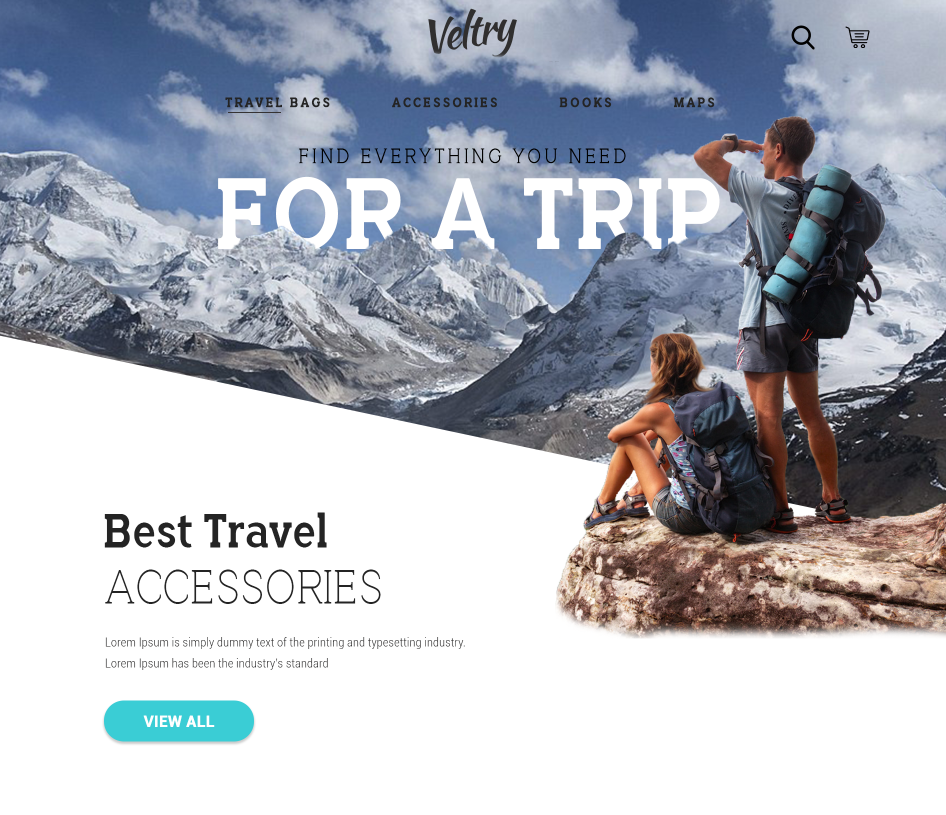 Veltry
TRAVEL BAGS
ACCESSORIES
BOOKS
MAPS
FIND EVERYTHING YOU NEED
FOR A TRIP
Best Travel
ACCESSORIES
Lorem Ipsum is simply dummy text of the printing and typesetting industry.
Lorem Ipsum has been the industry's standard
VIEW ALL